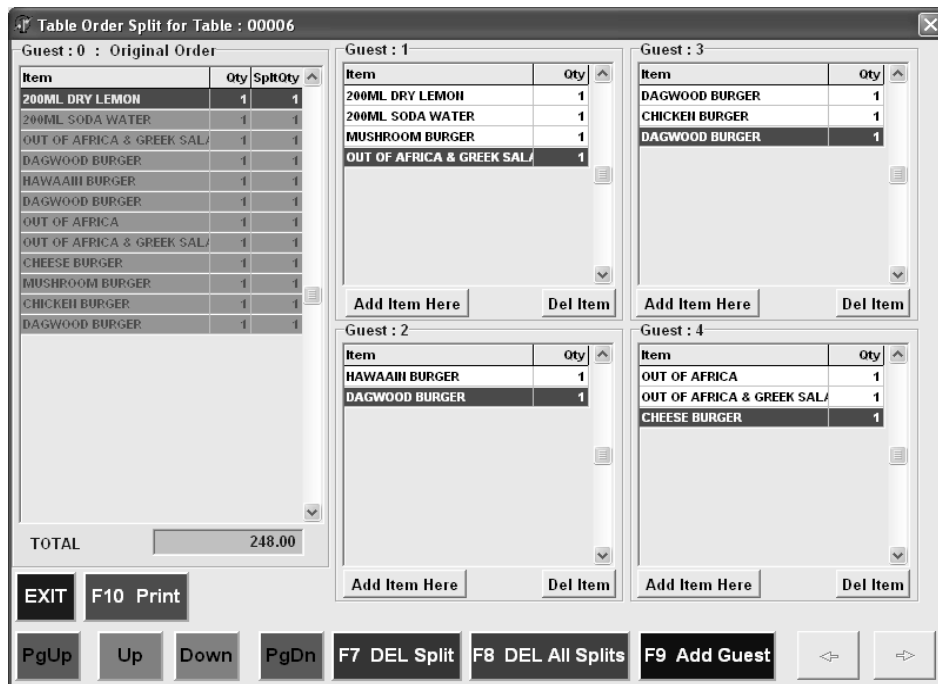 Table Order Split for Table : 00006
Guest : 0 : Original Order
Item Qty SpltQty
200ML DRY LEMON 1 1
200ML SODA WATER 1 1
OUT OF AFRICA & GREEK SALA 1 1
DAGWOOD BURGER 1 1
HAWAAIN BURGER 1 1
DAGWOOD BURGER 1 1
OUT OF AFRICA 1 1
OUT OF AFRICA & GREEK SALA 1 1
CHEESE BURGER 1 1
MUSHROOM BURGER 1 1
CHICKEN BURGER 1 1
DAGWOOD BURGER 1 1
TOTAL 248.00
Guest : 1
Item Qty
200ML DRY LEMON 1
200ML SODA WATER 1
MUSHROOM BURGER 1
OUT OF AFRICA & GREEK SALA 1
Add Item Here Del Item
Guest : 2
Item Qty
HAWAAIN BURGER 1
DAGWOOD BURGER 1
Add Item Here Del Item
Guest : 3
Item Qty
DAGWOOD BURGER 1
CHICKEN BURGER 1
DAGWOOD BURGER 1
Add Item Here Del Item
Guest : 4
Item Qty
OUT OF AFRICA 1
OUT OF AFRICA & GREEK SALA 1
CHEESE BURGER 1
Add Item Here Del Item
EXIT F10 Print
PgUp Up Down PgDn F7 DEL Split F8 DEL All Splits F9 Add Guest